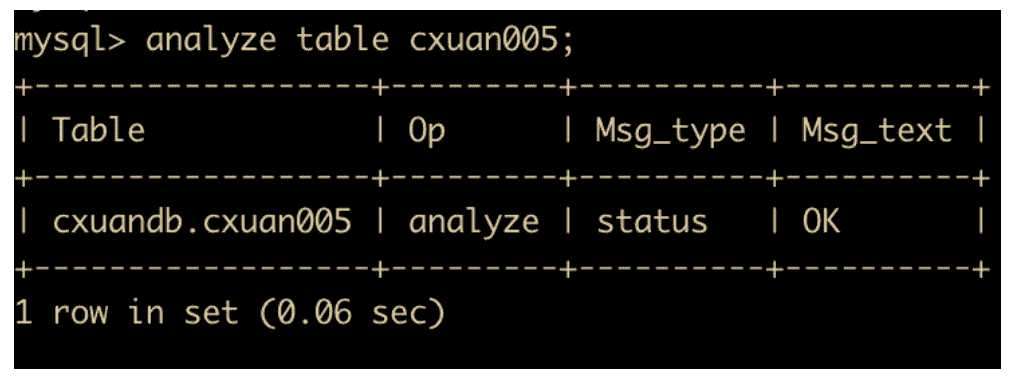 mysql> analyze table cxuan005;
+------------------+---------+----------+----------+
| Table            | Op      | Msg_type | Msg_text |
+------------------+---------+----------+----------+
| cxuandb.cxuan005 | analyze | status   | OK       |
+------------------+---------+----------+----------+
1 row in set (0.06 sec)